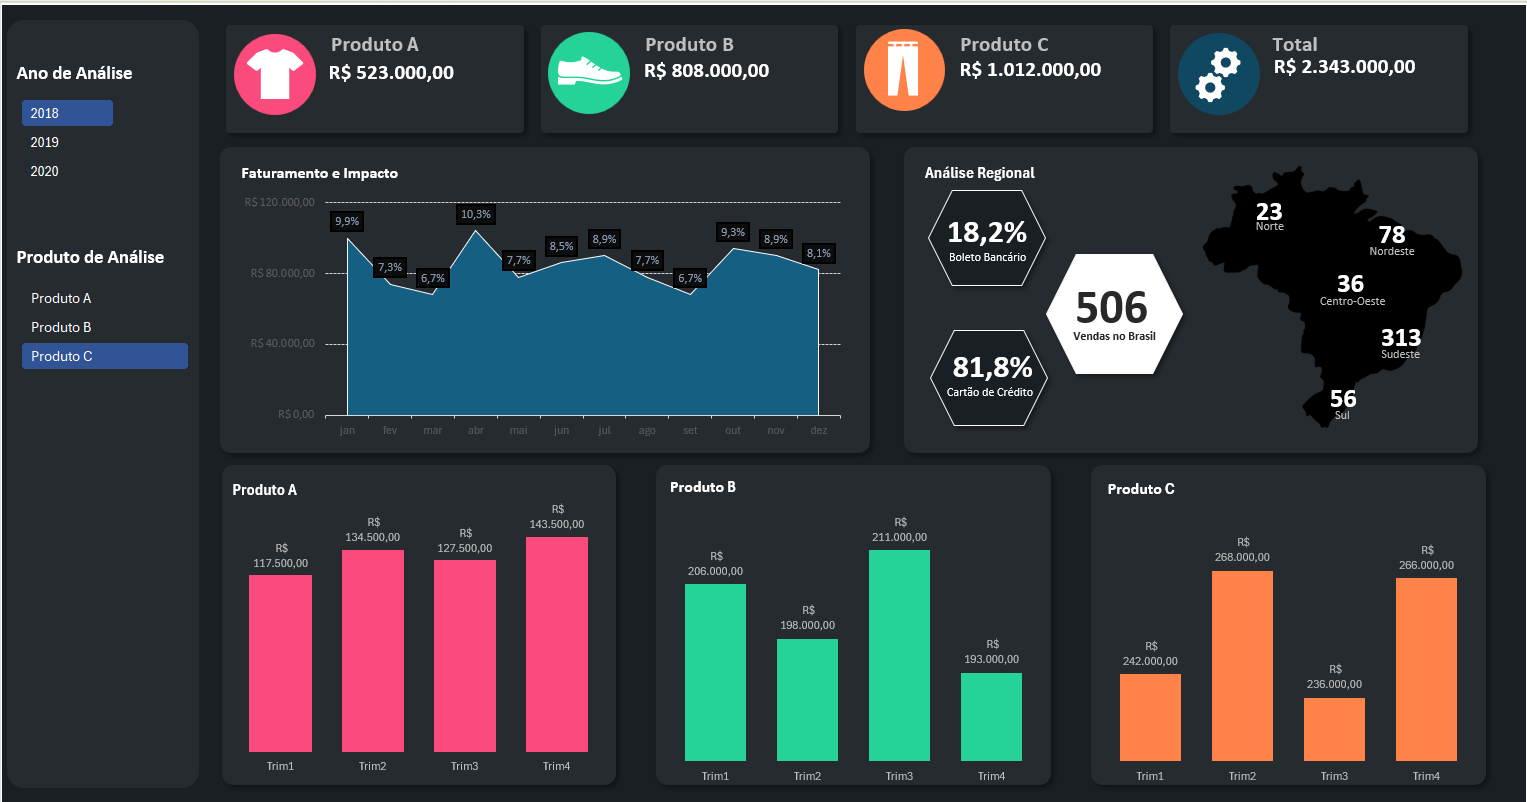 Ano de Análise
2018
2019
2020
Produto de Análise
Produto A
Produto B
Produto C
Produto A
R$ 523.000,00
Produto B
R$ 808.000,00
Produto C
R$ 1.012.000,00
Total
R$ 2.343.000,00
Faturamento e Impacto
R$ 120.000,00
R$ 80.000,00
R$ 40.000,00
R$ 0,00
9,9%
7,3%
6,7%
10,3%
7,7%
8,5%
8,9%
7,7%
6,7%
9,3%
8,9%
8,1%
jan
fev
mar
abr
mai
jun
jul
ago
set
out
nov
dez
Análise Regional
18,2%
Boleto Bancário
81,8%
Cartão de Crédito
506
Vendas no Brasil
23
Norte
78
Nordeste
36
Centro-Oeste
313
Sudeste
56
Sul
Produto A
R$
117.500,00
R$
134.500,00
R$
127.500,00
R$
143.500,00
Trim1
Trim2
Trim3
Trim4
Produto B
R$
206.000,00
R$
198.000,00
R$
211.000,00
R$
193.000,00
Trim1
Trim2
Trim3
Trim4
Produto C
R$
242.000,00
R$
268.000,00
R$
236.000,00
R$
266.000,00
Trim1
Trim2
Trim3
Trim4